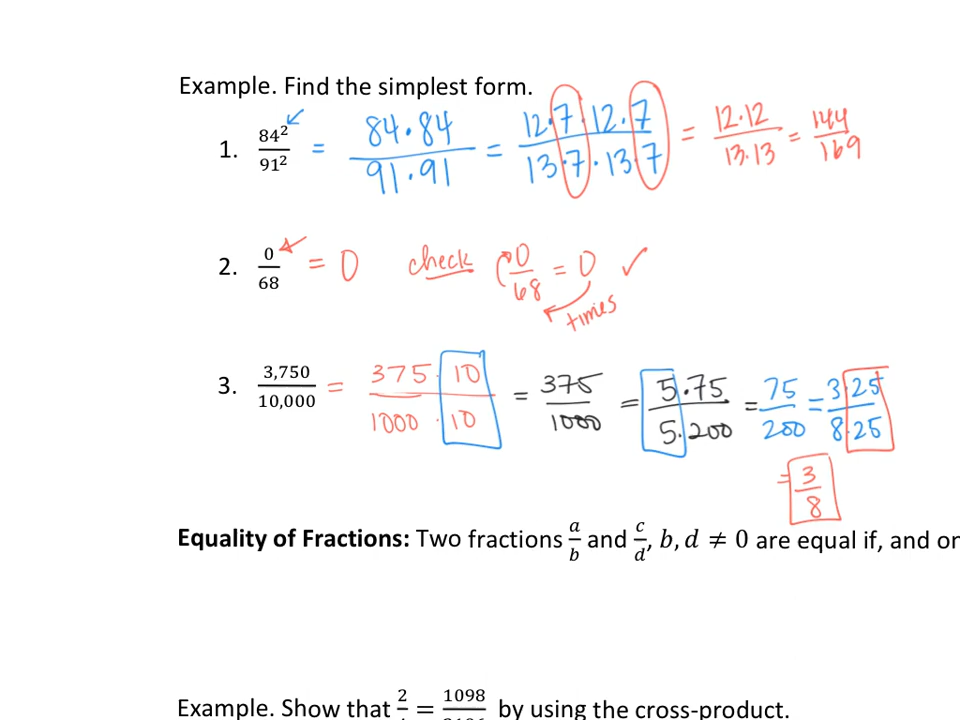 Example. Find the simplest form.
1. 84²/91² = 84·84/91·91 = 12·7·12·7/13·7·13·7 = 12·12/13·13 = 144/169
2. 0/68 = 0 check 0/68 = 0 ✓
times
3. 3,750/10,000 = 375·10/1000·10 = 375/1000 = 5·75/5·200 = 75/200 = 3·25/8·25
= 3/8
Equality of Fractions: Two fractions a/b and c/d, b, d ≠ 0 are equal if, and
Example. Show that = 1098 by using the cross-product.